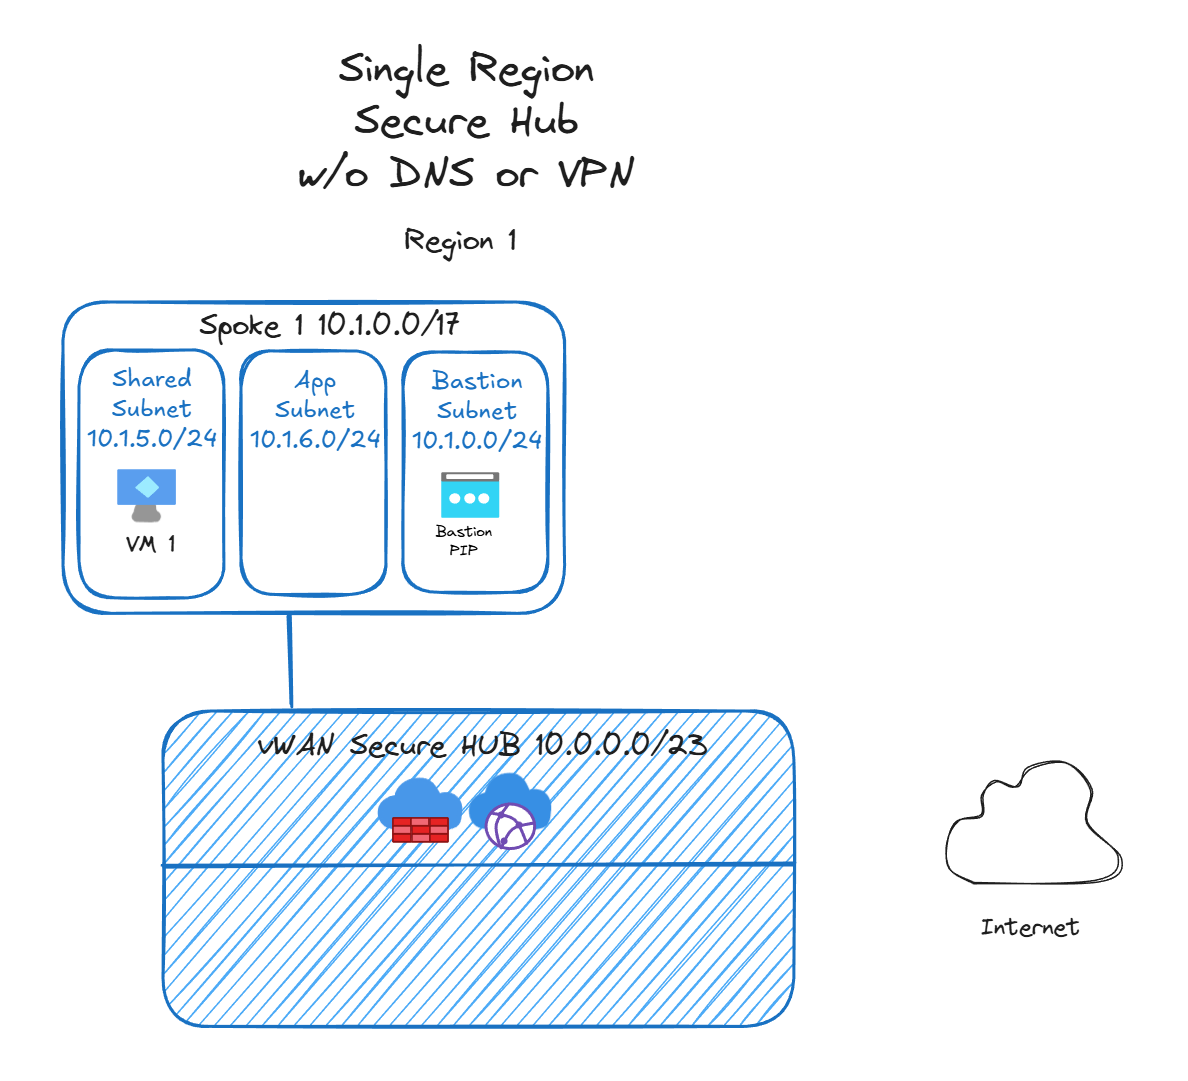 Single Region
Secure Hub
w/o DNS or VPN
Region 1
Spoke 1 10.1.0.0/17
Shared
Subnet
10.1.5.0/24
VM 1
App
Subnet
10.1.6.0/24
Bastion
Subnet
10.1.0.0/24
Bastion
PIP
vWAN Secure HUB 10.0.0.0/23
Internet